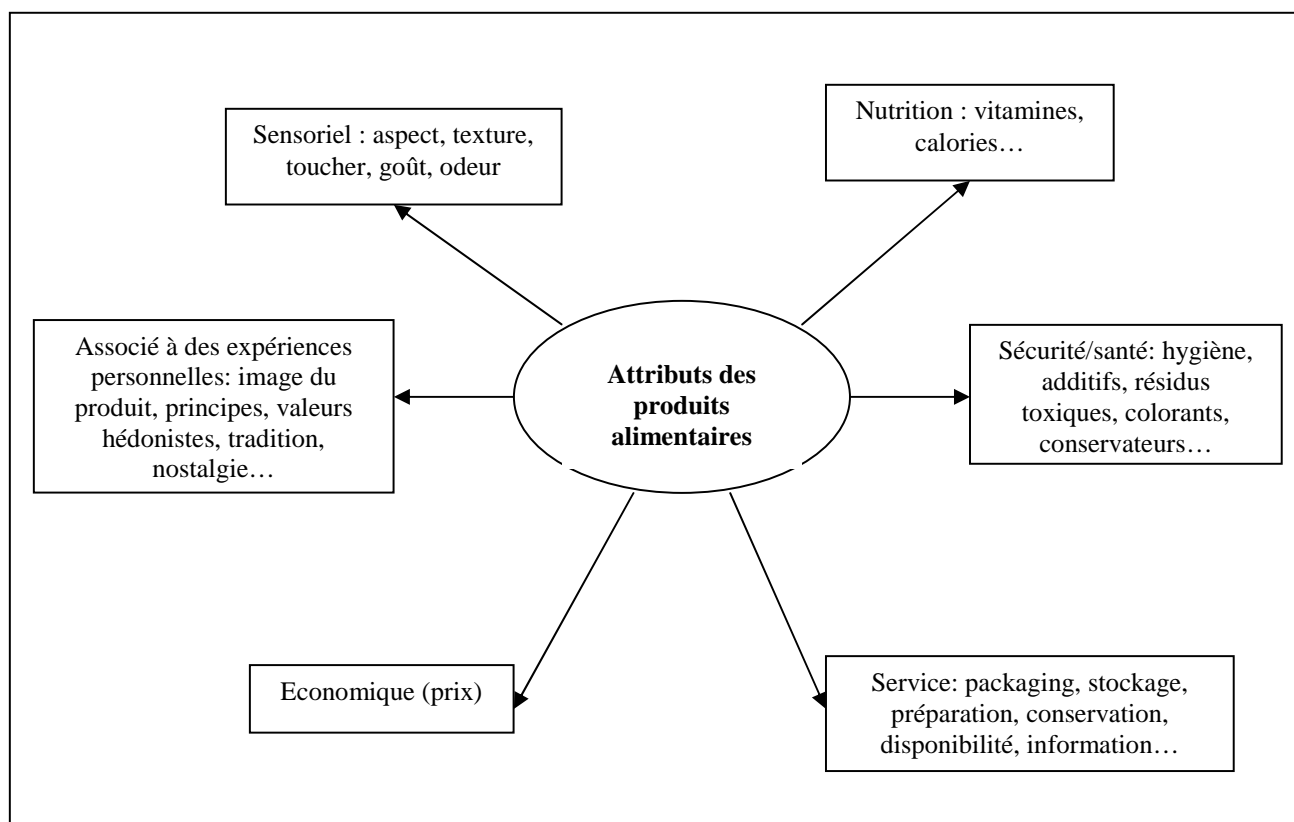 Sensoriel : aspect, texture,
toucher, goût, odeur
Nutrition : vitamines,
calories…
Associé à des expériences
personnelles: image du
produit, principes, valeurs
hédonistes, tradition,
nostalgie…
Attributs des
produits
alimentaires
Sécurité/santé: hygiène,
additifs, résidus
toxiques, colorants,
conservateurs…
Economique (prix)
Service: packaging, stockage,
préparation, conservation,
disponibilité, information…